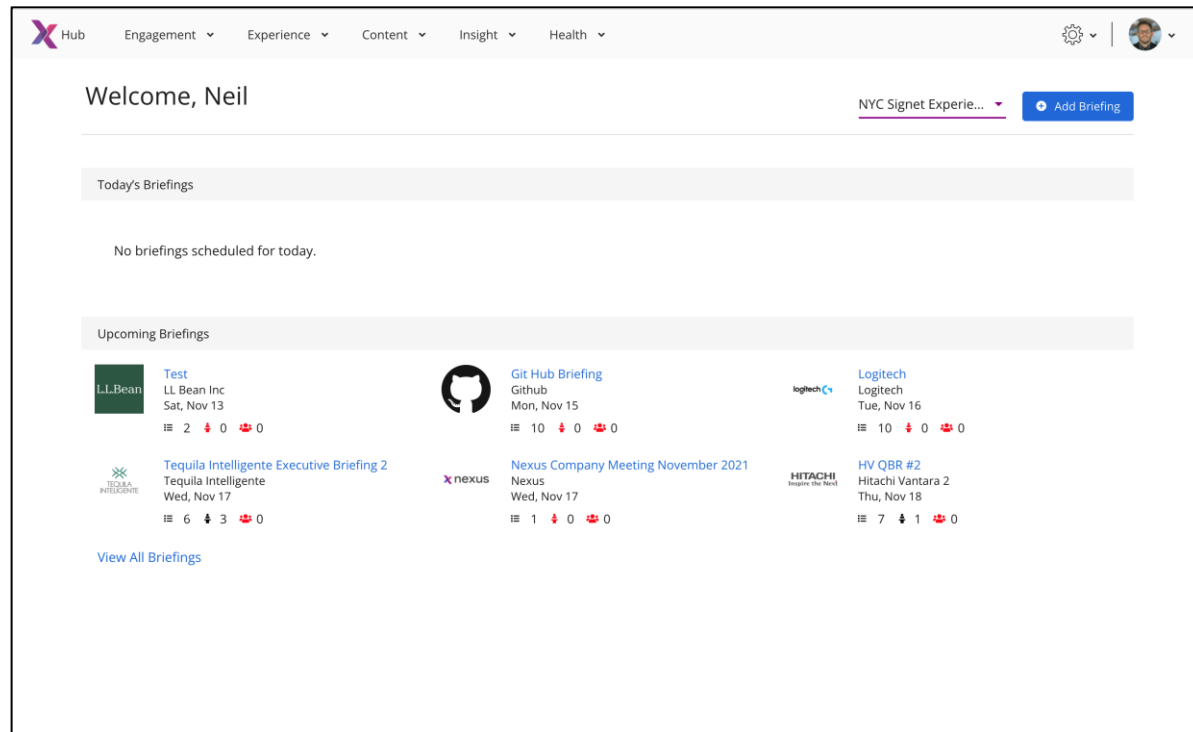 Hub Engagement Experience Content Insight Health
Welcome, Neil
NYC Signet Experie... Add Briefing
Today's Briefings
No briefings scheduled for today.
Upcoming Briefings
LLBean
Test
LL Bean Inc
Sat, Nov 13
2 0 0
Git Hub Briefing
Github
Mon, Nov 15
10 0 0
logitech
Logitech
Logitech
Tue, Nov 16
10 0 0
TEQUILA
INTELIGENTE
Tequila Intelligente Executive Briefing 2
Tequila Intelligente
Wed, Nov 17
6 3 0
nexus
Nexus Company Meeting November 2021
Nexus
Wed, Nov 17
1 0 0
HITACHI
Inspire the Next
HV QBR #2
Hitachi Vantara 2
Thu, Nov 18
7 1 0
View All Briefings